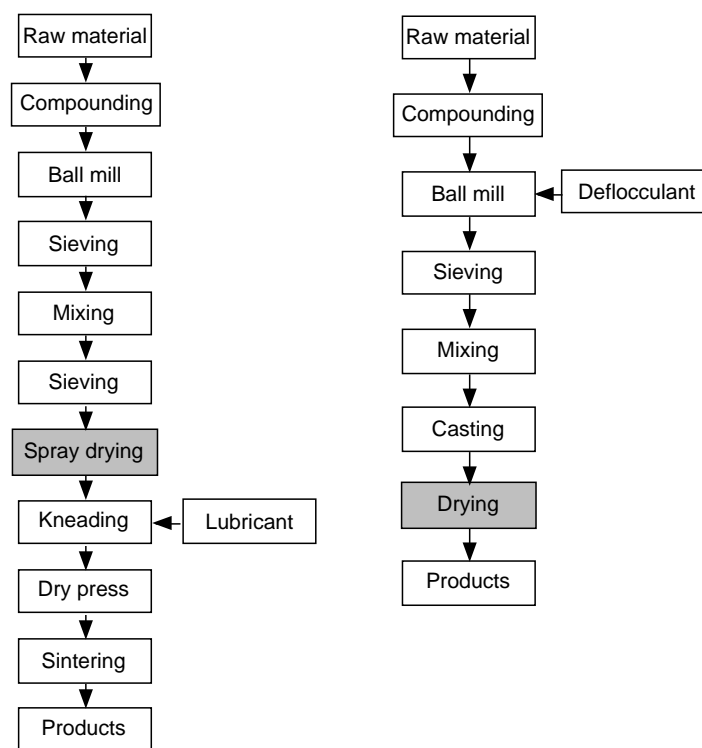 Raw material
Compounding
Ball mill
Sieving
Mixing
Sieving
Spray drying
Kneading
Lubricant
Dry press
Sintering
Products
Raw material
Compounding
Ball mill
Deflocculant
Sieving
Mixing
Casting
Drying
Products